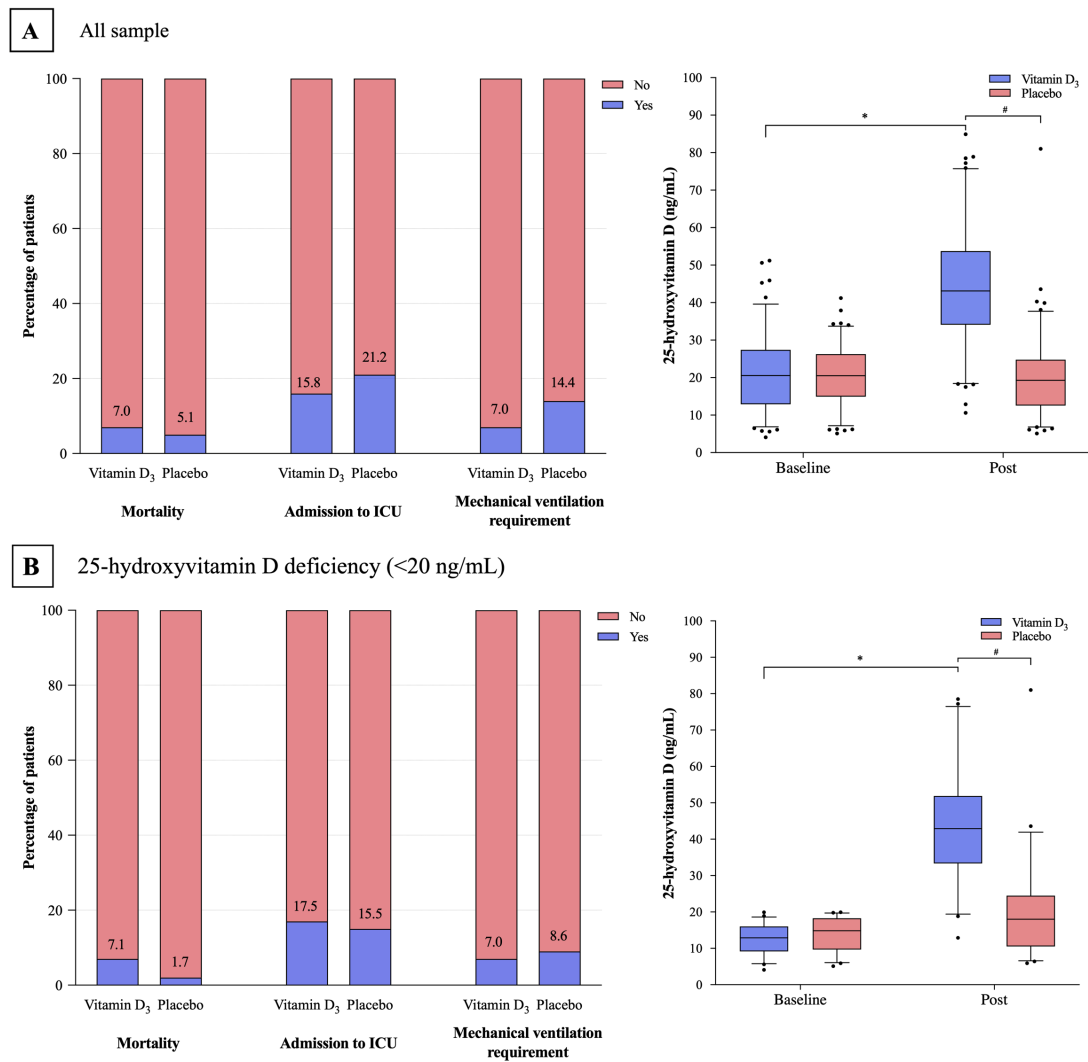 A All sample
No
Yes
Percentage of patients
100
80
60
40
20
0
7.0
5.1
15.8
21.2
7.0
14.4
Vitamin D3 Placebo
Vitamin D3 Placebo
Vitamin D3 Placebo
Mortality
Admission to ICU
Mechanical ventilation
requirement
Vitamin D3
Placebo
25-hydroxyvitamin D (ng/mL)
100
90
80
70
60
50
40
30
20
10
0
*
#
Baseline
Post
B 25-hydroxyvitamin D deficiency (<20 ng/mL)
No
Yes
Percentage of patients
100
80
60
40
20
0
7.1
1.7
17.5
15.5
7.0
8.6
Vitamin D3 Placebo
Vitamin D3 Placebo
Vitamin D3 Placebo
Mortality
Admission to ICU
Mechanical ventilation
requirement
Vitamin D3
Placebo
25-hydroxyvitamin D (ng/mL)
100
90
80
70
60
50
40
30
20
10
0
*
#
Baseline
Post